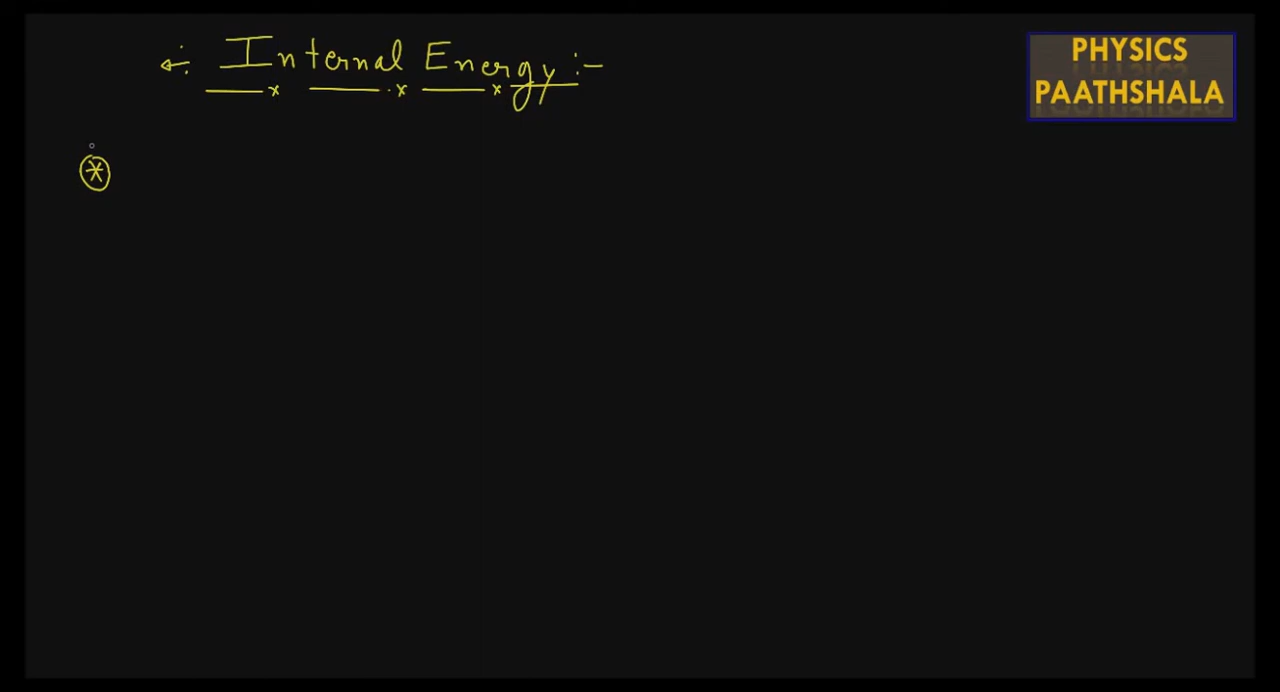 ∴ Internal Energy :-
PHYSICS
PAATHSHALA
*